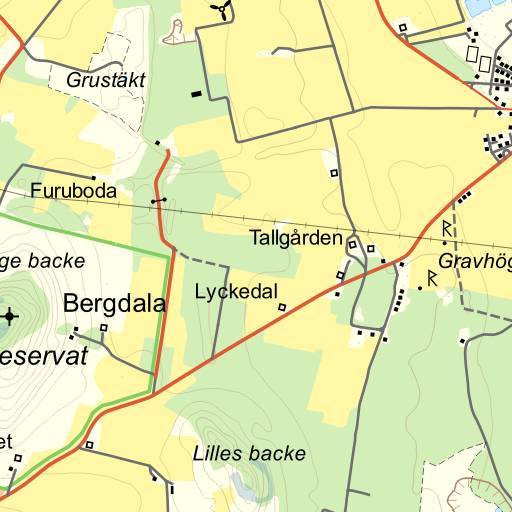 Grustäkt
Furuboda
Tallgården
ge backe
Gravhög
Lyckedal
Bergdala
eservat
et
Lilles backe